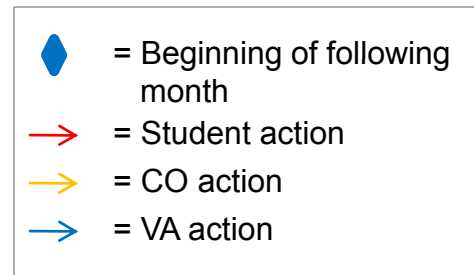 = Beginning of following
month
= Student action
= CO action
= VA action